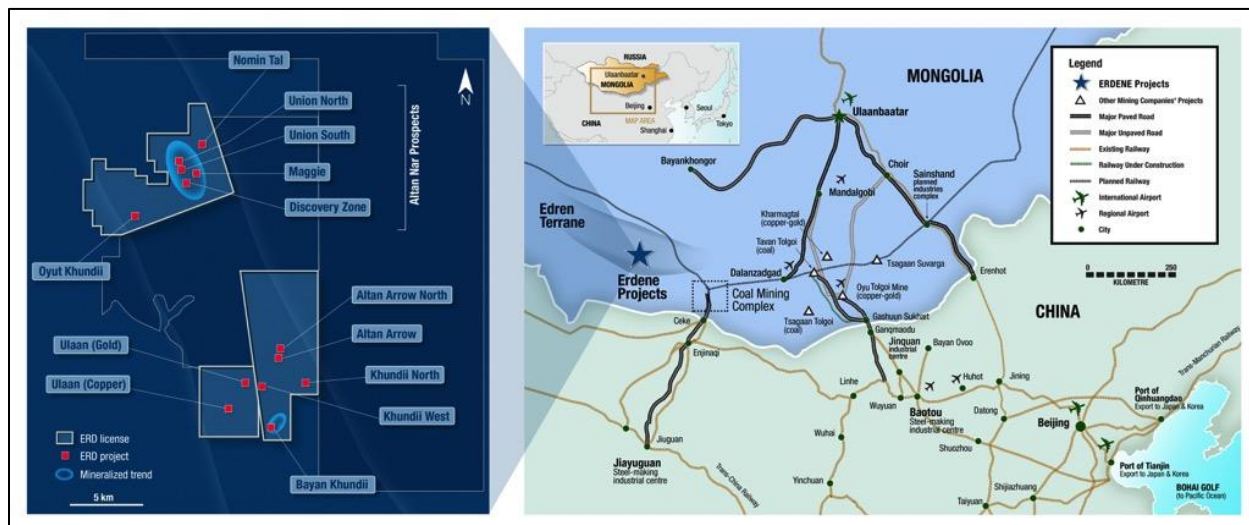 Nomin Tal
Union North
Union South
Maggie
Discovery Zone
Altan Nar Prospects
N
Oyut Khundii
Altan Arrow North
Altan Arrow
Ulaan (Gold)
Khundii North
Ulaan (Copper)
Khundii West
Bayan Khundii
ERD license
ERD project
Mineralized trend
5 km
RUSSIA
Ulaanbaatar
MONGOLIA
Beijing
Seoul
MAP AREA
CHINA
Shanghai
Tokyo
MONGOLIA
Ulaanbaatar
Bayankhongor
Choir
Mandalgobi
Sainshand
planned
industries
complex
Kharmagtal
(copper-gold)
Edren
Terrane
Tavan Tolgoi
(coal)
Tsagaan Suvarga
Dalanzadgad
Erenhot
Erdene
Projects
Oyu Tolgoi Mine
(copper-gold)
Coal Mining
Complex
Tsagaan Tolgoi
(coal)
Gashuun Sukhart
Ceke
Ganqmaodu
CHINA
Enjinaqi
Jinquan
industrial
centre
Bayan Ovoo
Linhe
Huhot
Jining
Trans-Manchurian Railway
Wuyuan
Baotou
Steel-making
industrial centre
Datong
Beijing
Port of
Qinhuangdao
Export to Japan & Korea
Jiuguan
Wuhai
Shuozhou
Jiayuguan
Steel-making
industrial centre
Trans-China Railway
Yinchuan
Port of Tianjin
Export to Japan & Korea
Shijiazhuang
Taiyuan
BOHAI GOLF
(to Pacific Ocean)
Legend
ERDENE Projects
Other Mining Companies' Projects
Major Paved Road
Major Unpaved Road
Existing Railway
Railway Under Construction
Planned Railway
International Airport
Regional Airport
City
0
250
KILOMETRE